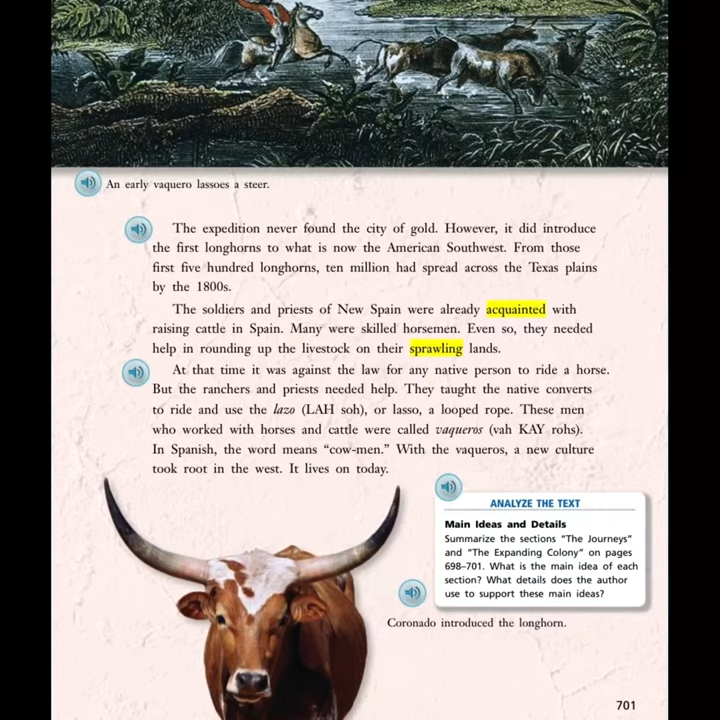 An early vaquero lassoes a steer.
The expedition never found the city of gold. However, it did introduce
the first longhorns to what is now the American Southwest. From those
first five hundred longhorns, ten million had spread across the Texas plains
by the 1800s.
The soldiers and priests of New Spain were already acquainted with
raising cattle in Spain. Many were skilled horsemen. Even so, they needed
help in rounding up the livestock on their sprawling lands.
At that time it was against the law for any native person to ride a horse.
But the ranchers and priests needed help. They taught the native converts
to ride and use the lazo (LAH soh), or lasso, a looped rope. These men
who worked with horses and cattle were called vaqueros (vah KAY rohs).
In Spanish, the word means “cow-men.” With the vaqueros, a new culture
took root in the west. It lives on today.
ANALYZE THE TEXT
Main Ideas and Details
Summarize the sections “The Journeys”
and “The Expanding Colony” on pages
698–701. What is the main idea of each
section? What details does the author
use to support these main ideas?
Coronado introduced the longhorn.
701